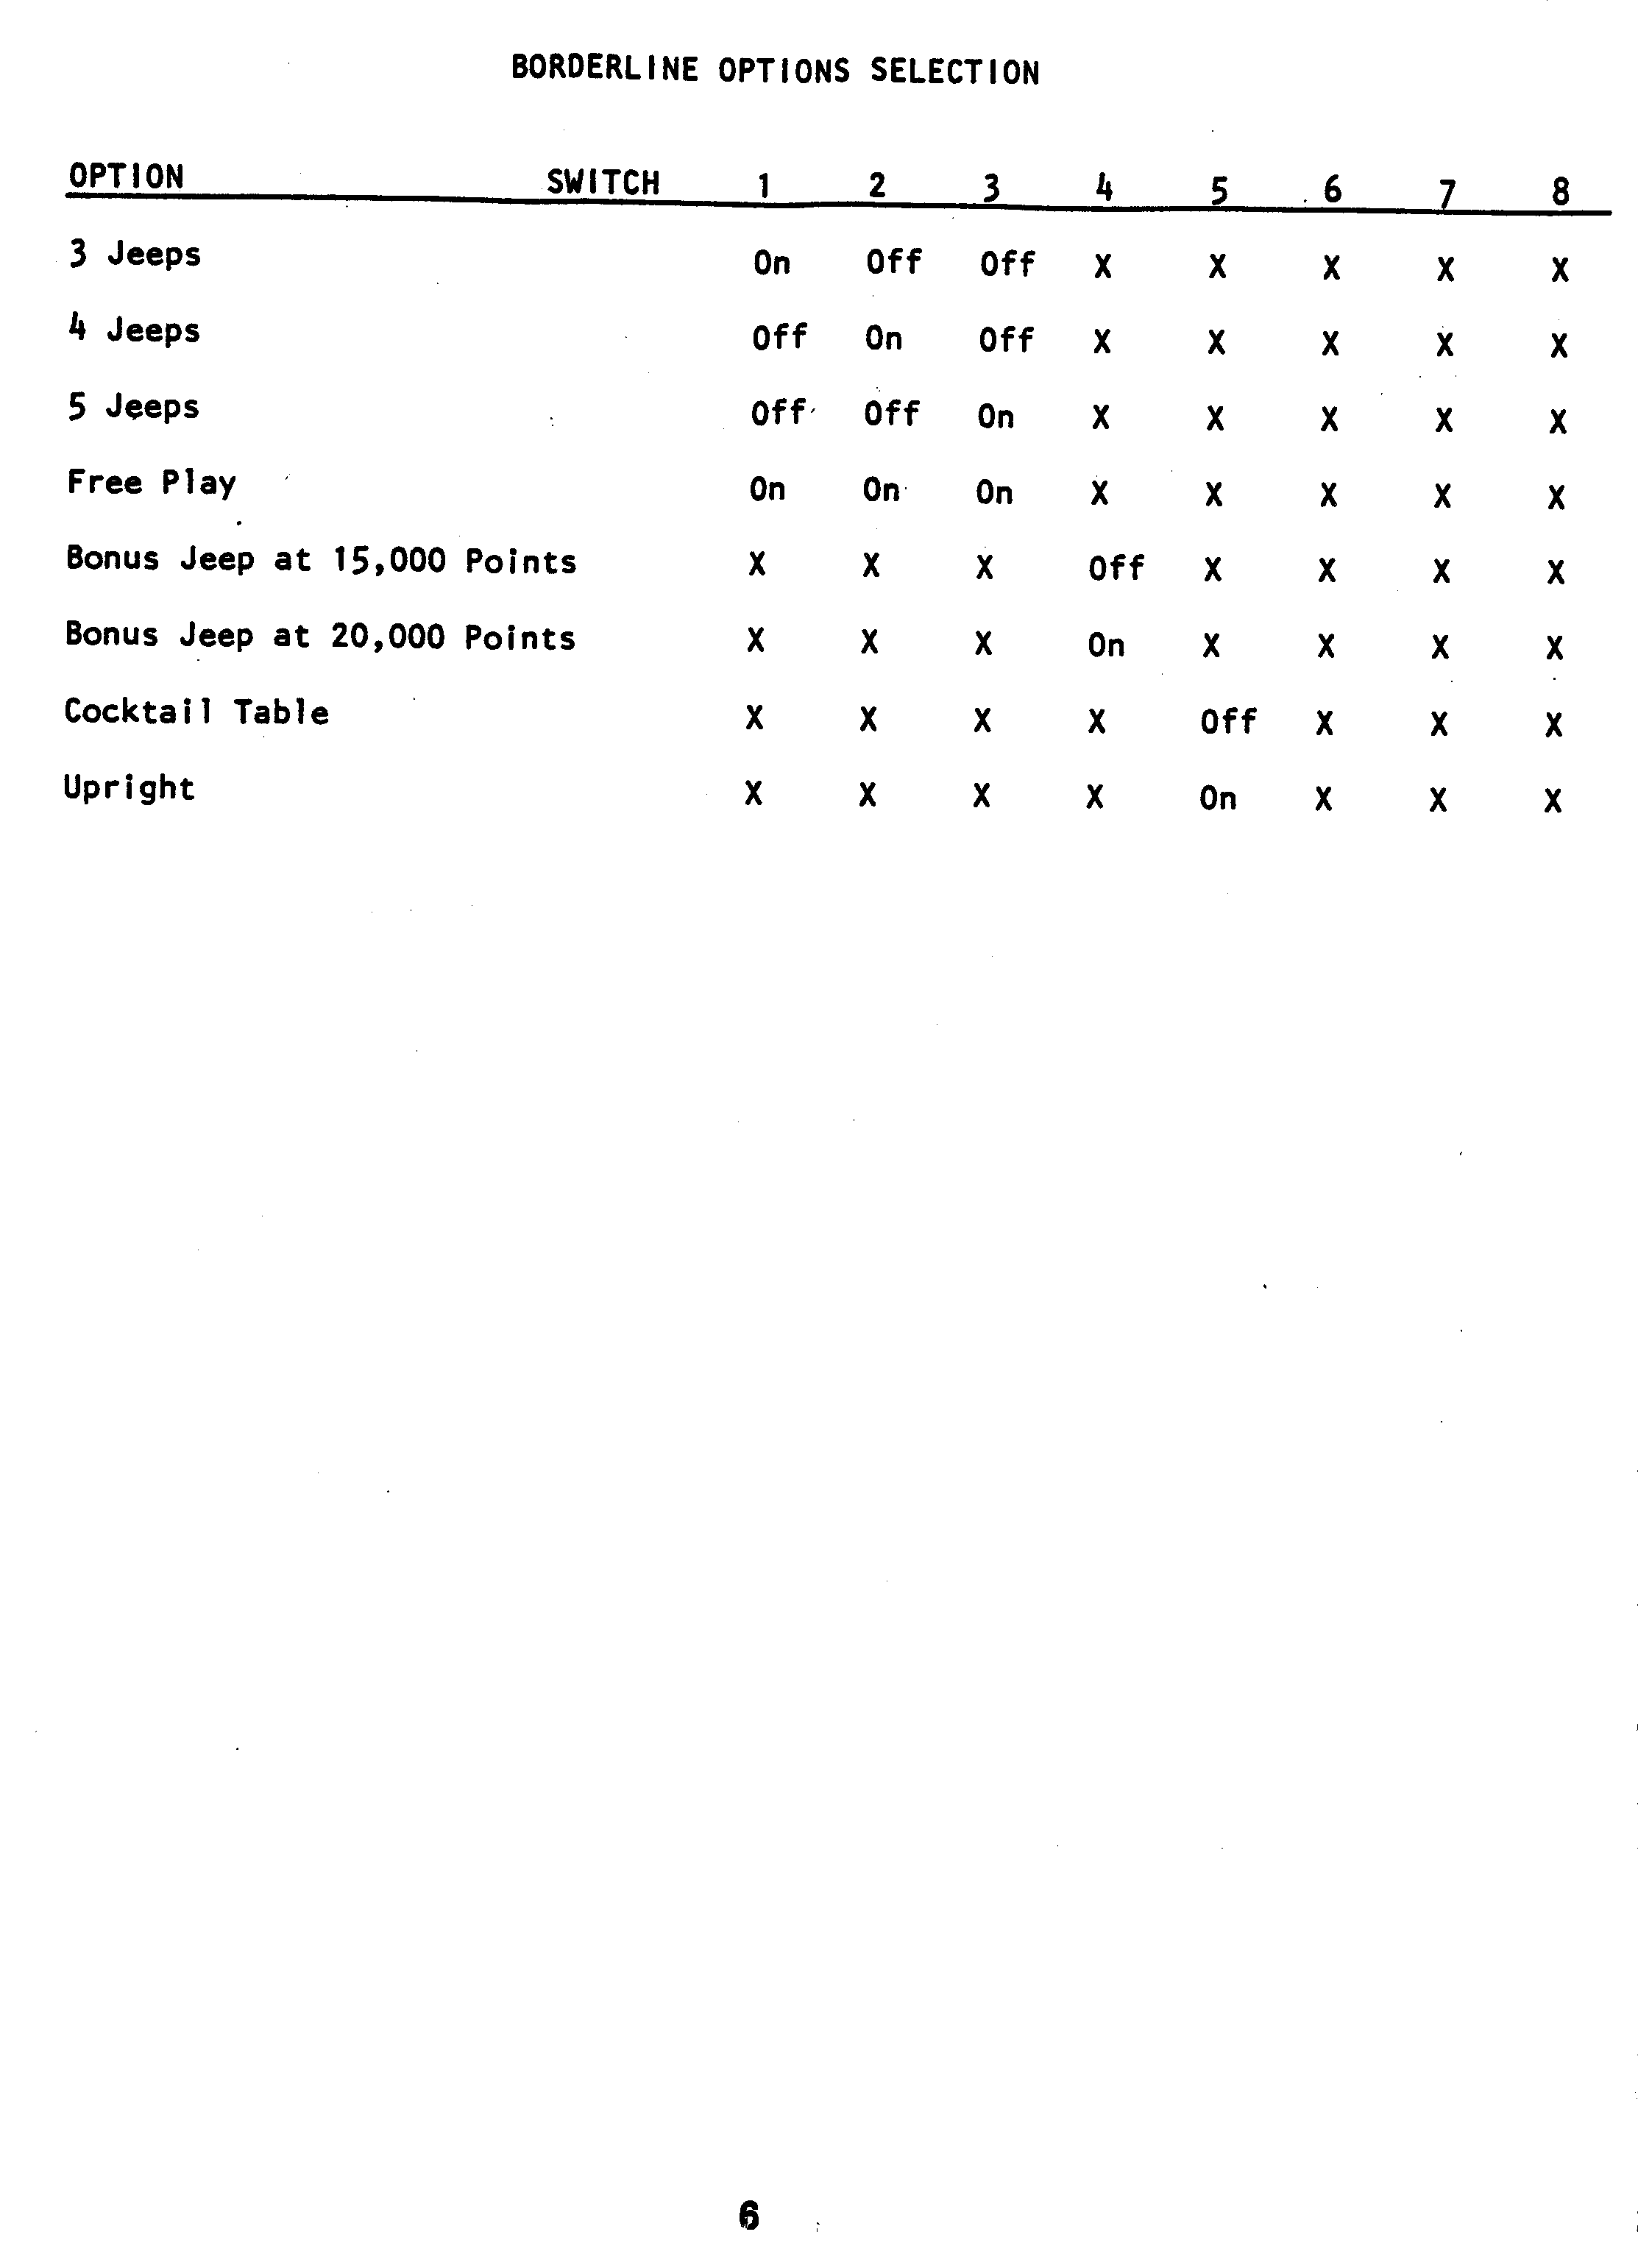 BORDERLINE OPTIONS SELECTION
OPTION SWITCH 1 2 3 4 5 6 7 8
3 Jeeps On Off Off X X X X X
4 Jeeps Off On Off X X X X X
5 Jeeps Off Off On X X X X X
Free Play On On On X X X X X
Bonus Jeep at 15,000 Points X X X Off X X X X
Bonus Jeep at 20,000 Points X X X On X X X X
Cocktail Table X X X X Off X X X
Upright X X X X On X X X
6